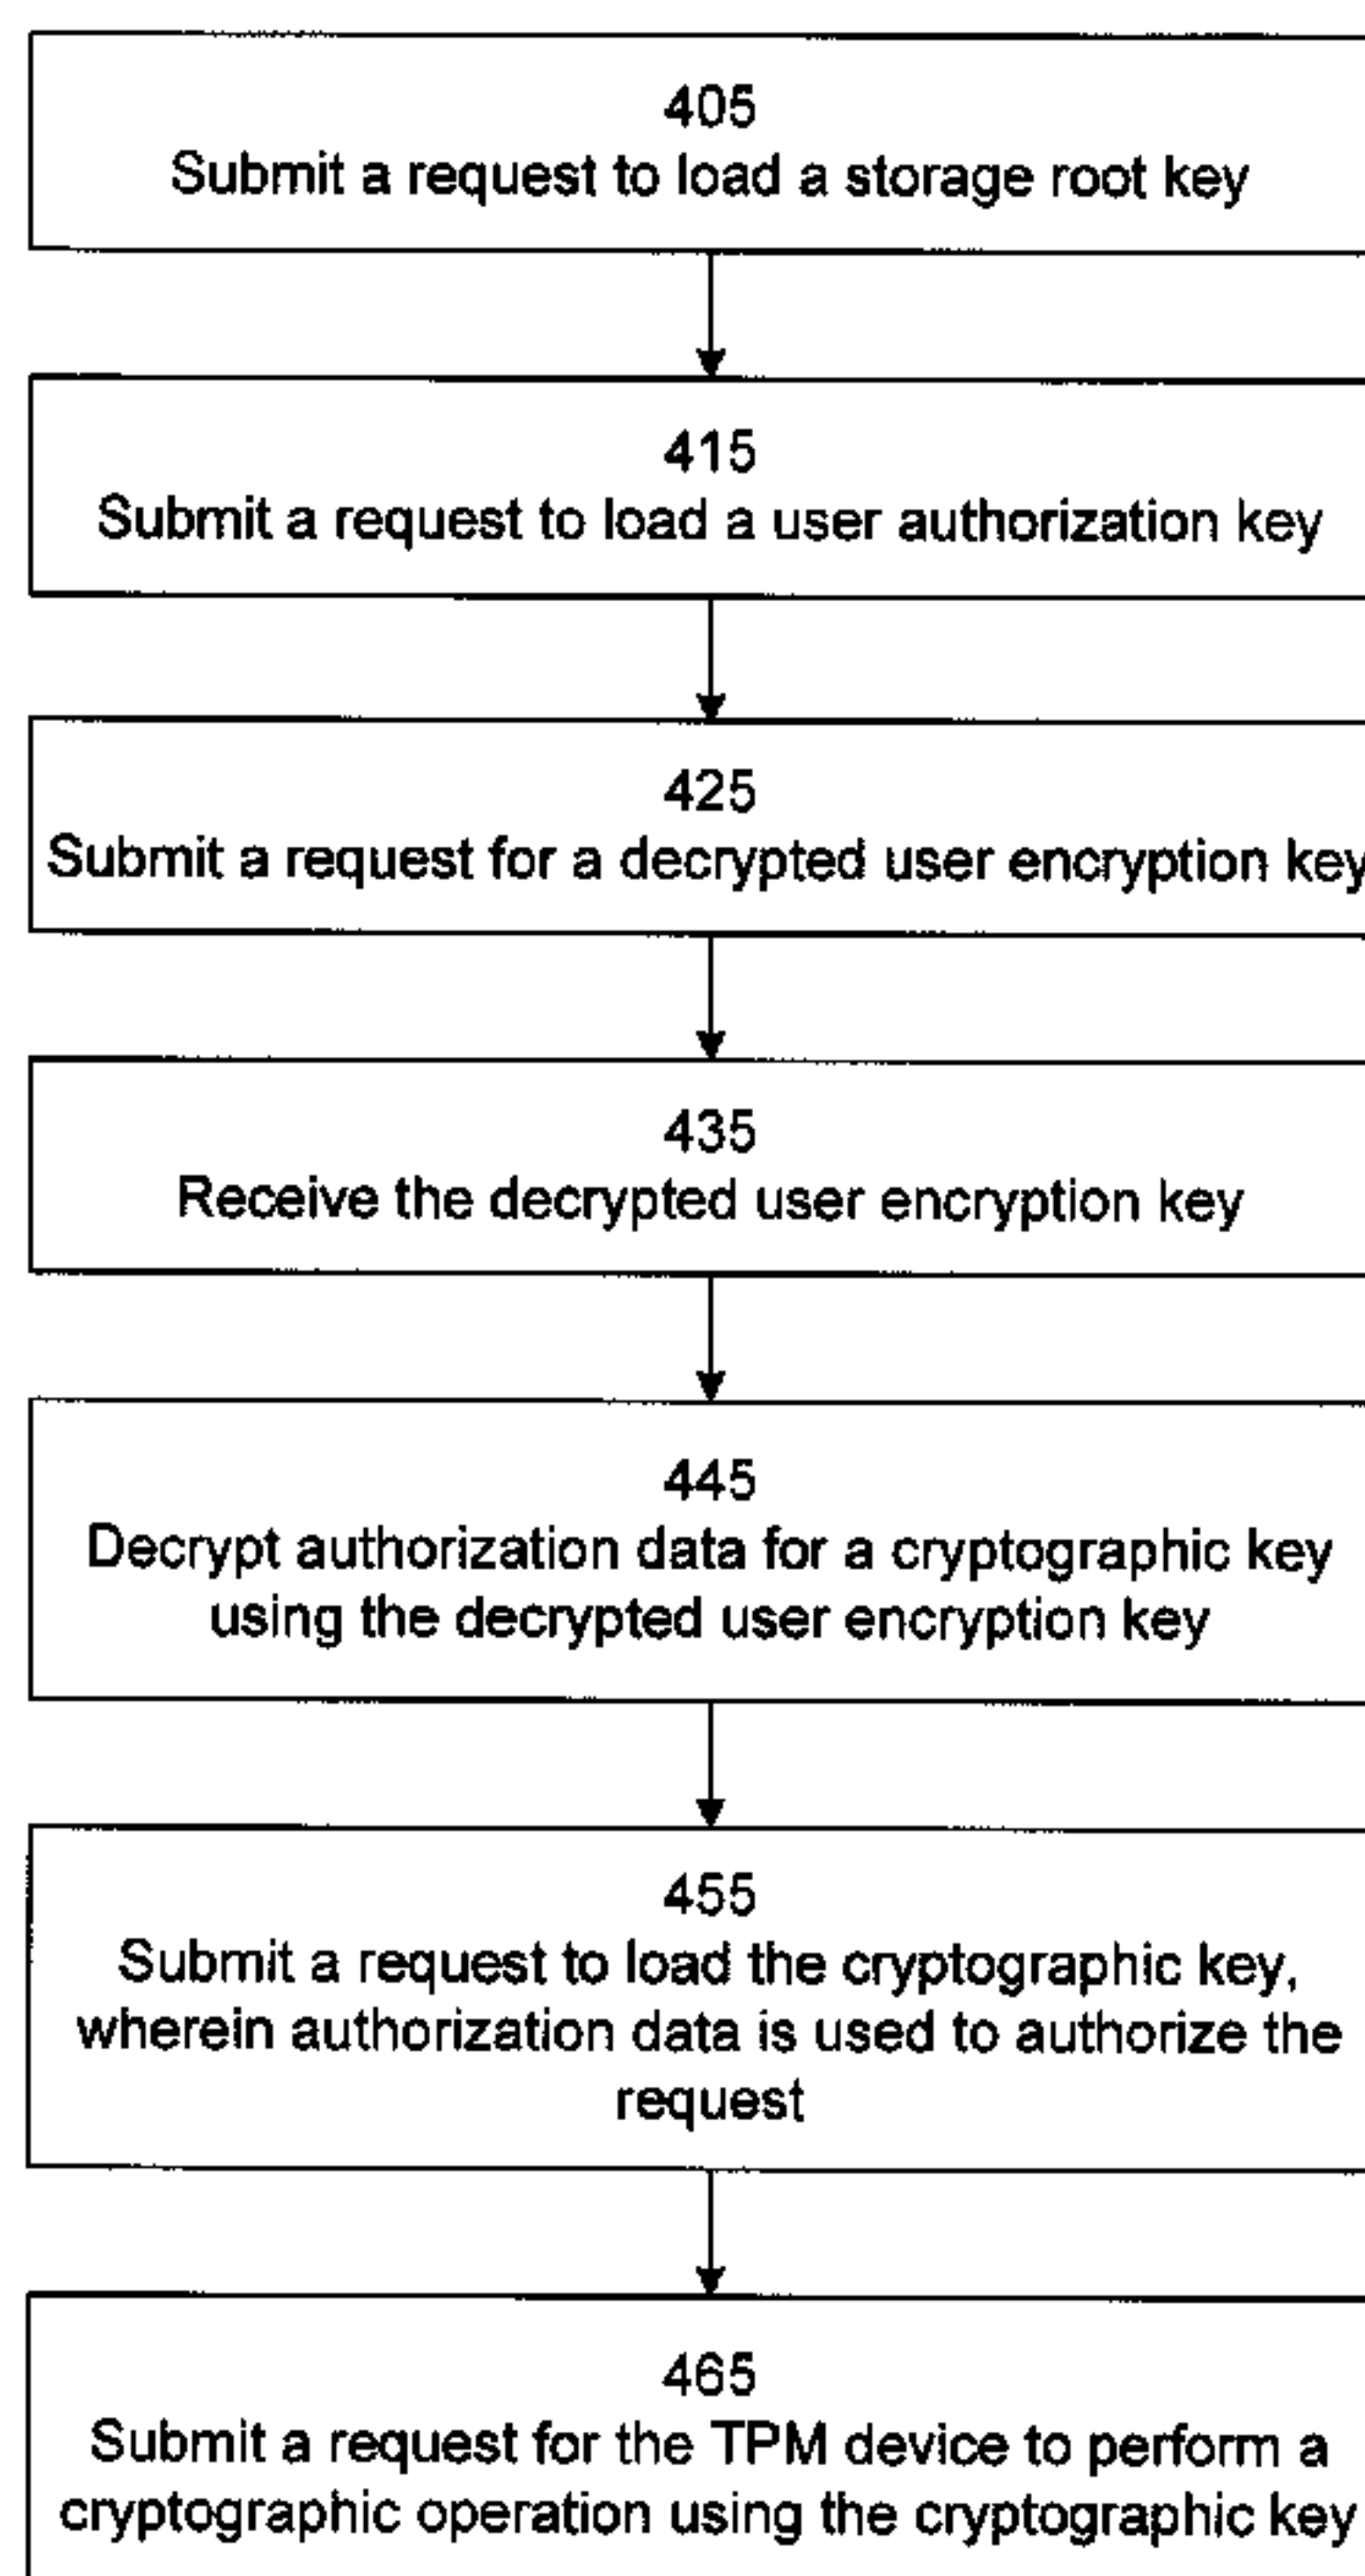 405
Submit a request to load a storage root key
415
Submit a request to load a user authorization key
425
Submit a request for a decrypted user encryption key
435
Receive the decrypted user encryption key
445
Decrypt authorization data for a cryptographic key
using the decrypted user encryption key
455
Submit a request to load the cryptographic key,
wherein authorization data is used to authorize the
request
465
Submit a request for the TPM device to perform a
cryptographic operation using the cryptographic key